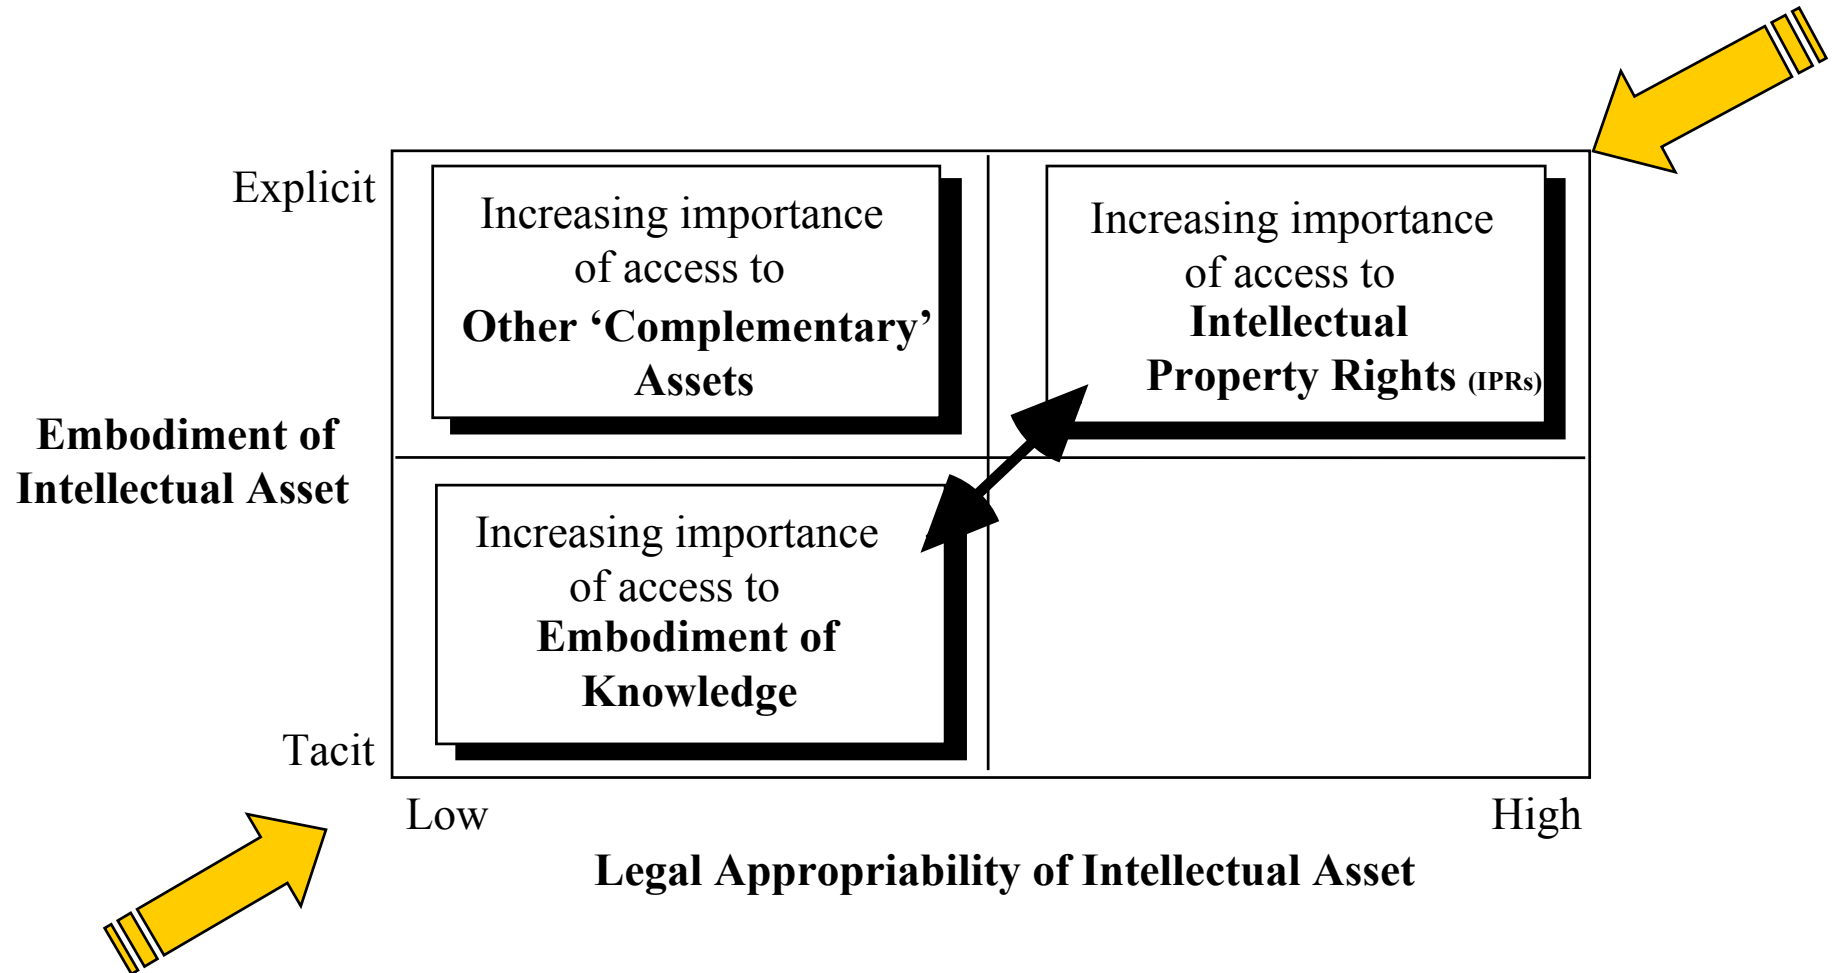 Explicit
Increasing importance
of access to
Other ‘Complementary’
Assets
Increasing importance
of access to
Intellectual
Property Rights (IPRs)
Embodiment of
Intellectual Asset
Increasing importance
of access to
Embodiment of
Knowledge
Tacit
Low
High
Legal Appropriability of Intellectual Asset